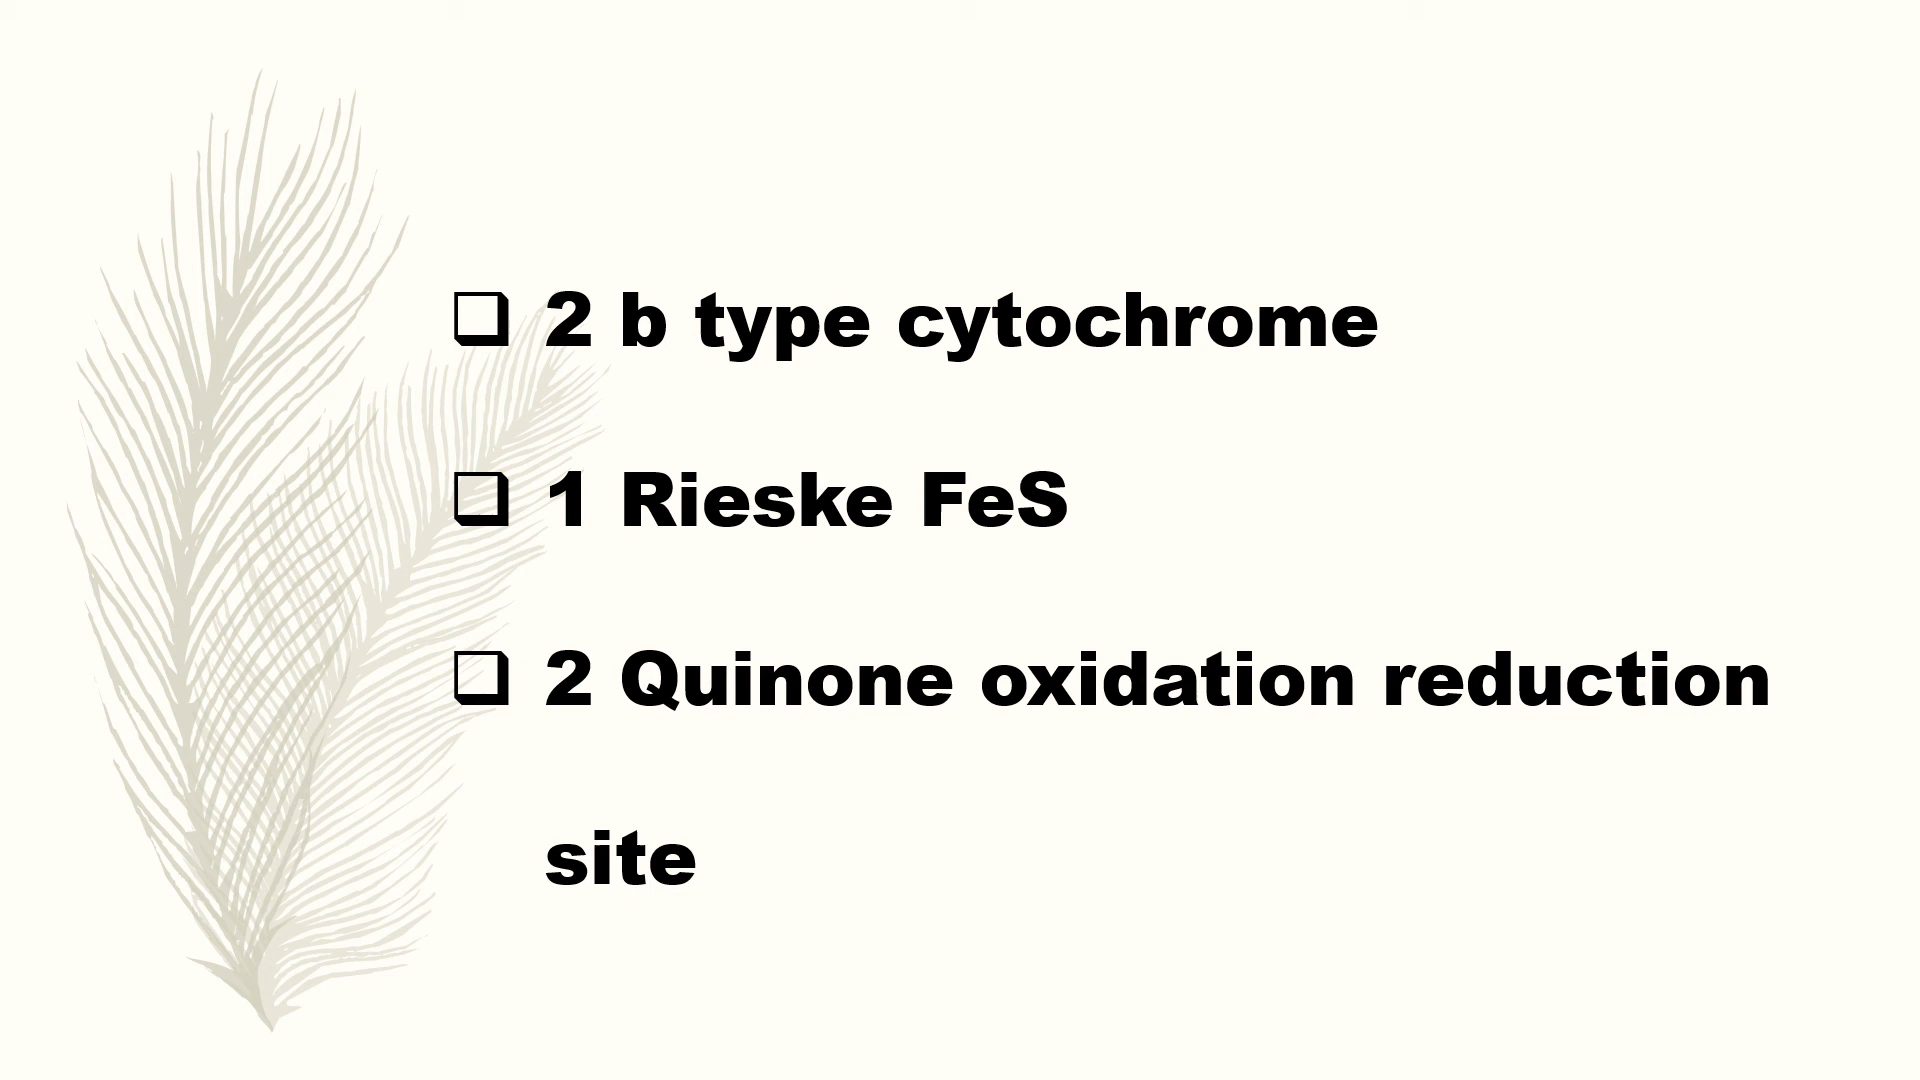 ❑ 2 b type cytochrome
❑ 1 Rieske FeS
❑ 2 Quinone oxidation reduction
site